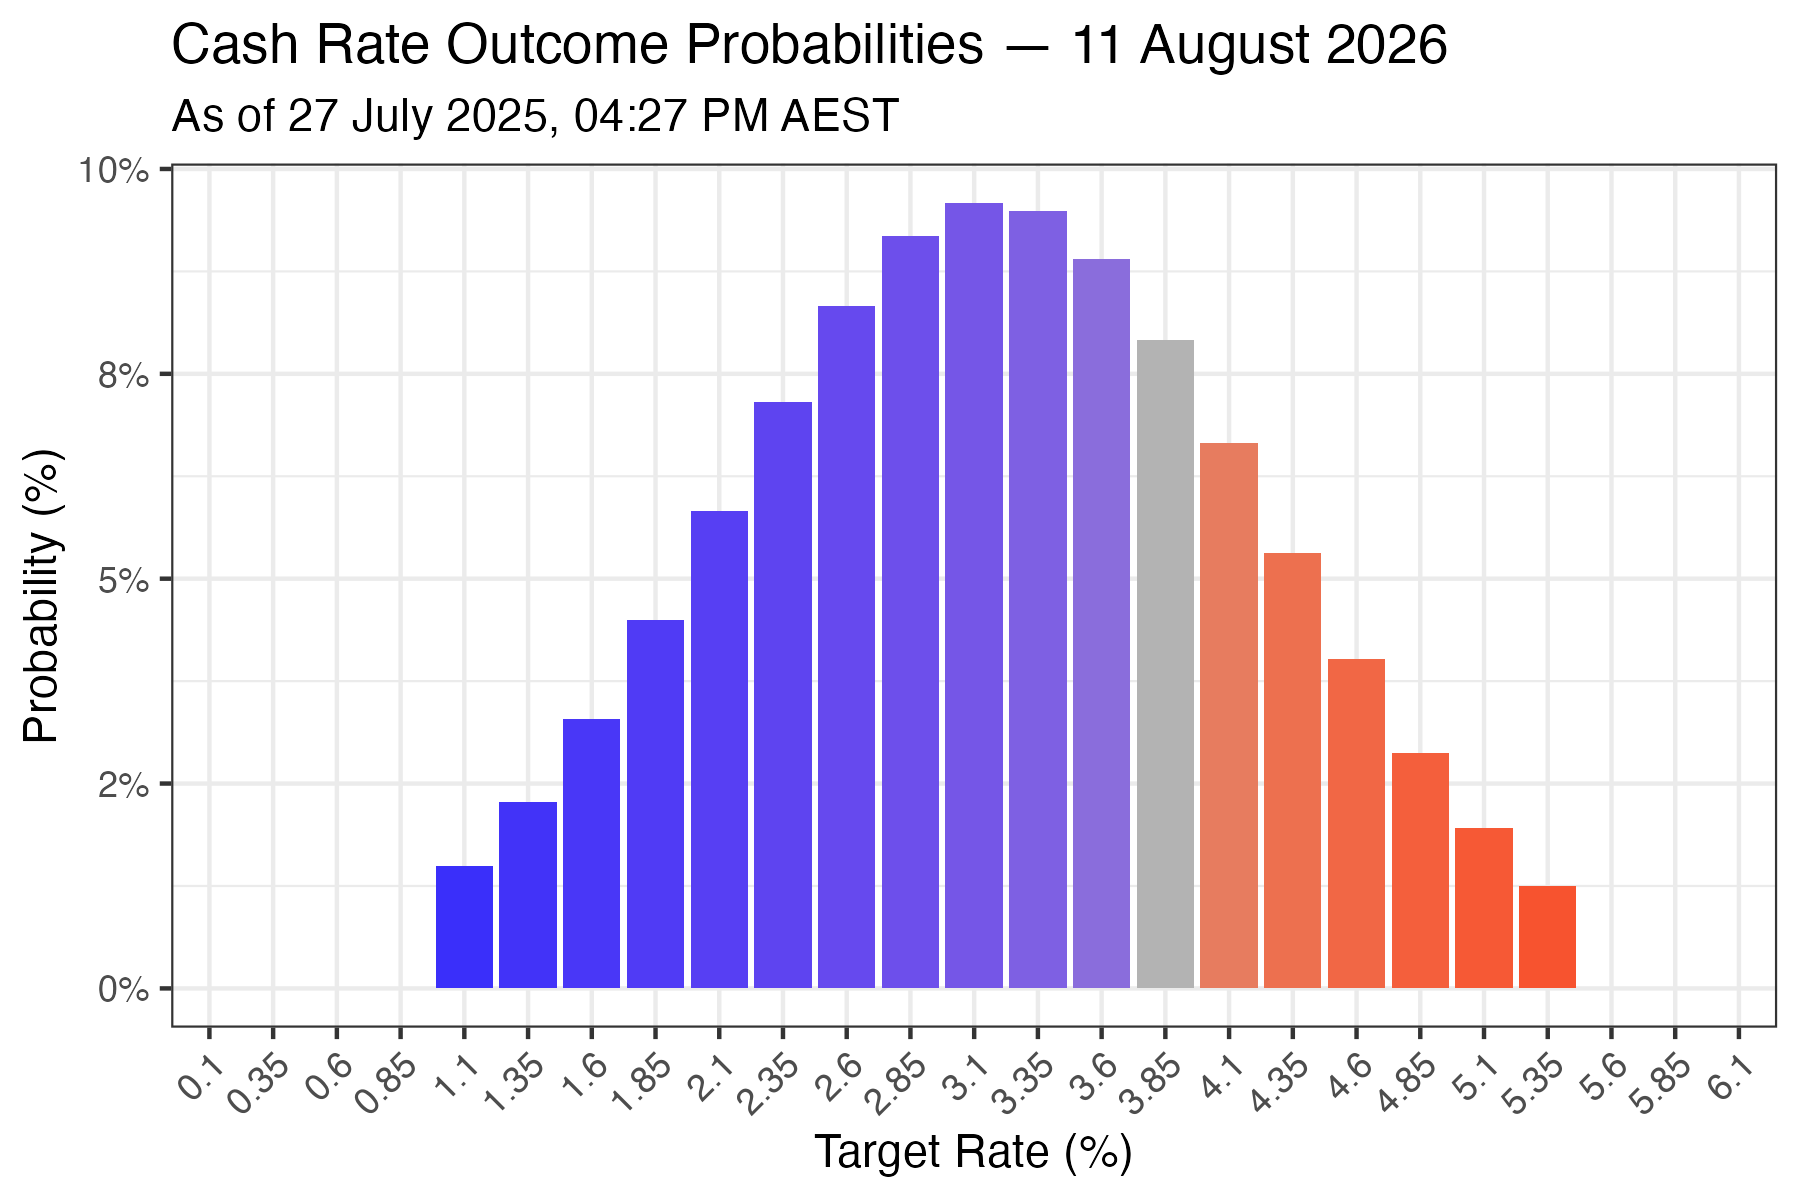 Cash Rate Outcome Probabilities — 11 August 2026
As of 27 July 2025, 04:27 PM AEST
Probability (%)
10%
8%
5%
2%
0%
0.1 0.35 0.6 0.85 1.1 1.35 1.6 1.85 2.1 2.35 2.6 2.85 3.1 3.35 3.6 3.85 4.1 4.35 4.6 4.85 5.1 5.35 5.6 5.85 6.1
Target Rate (%)